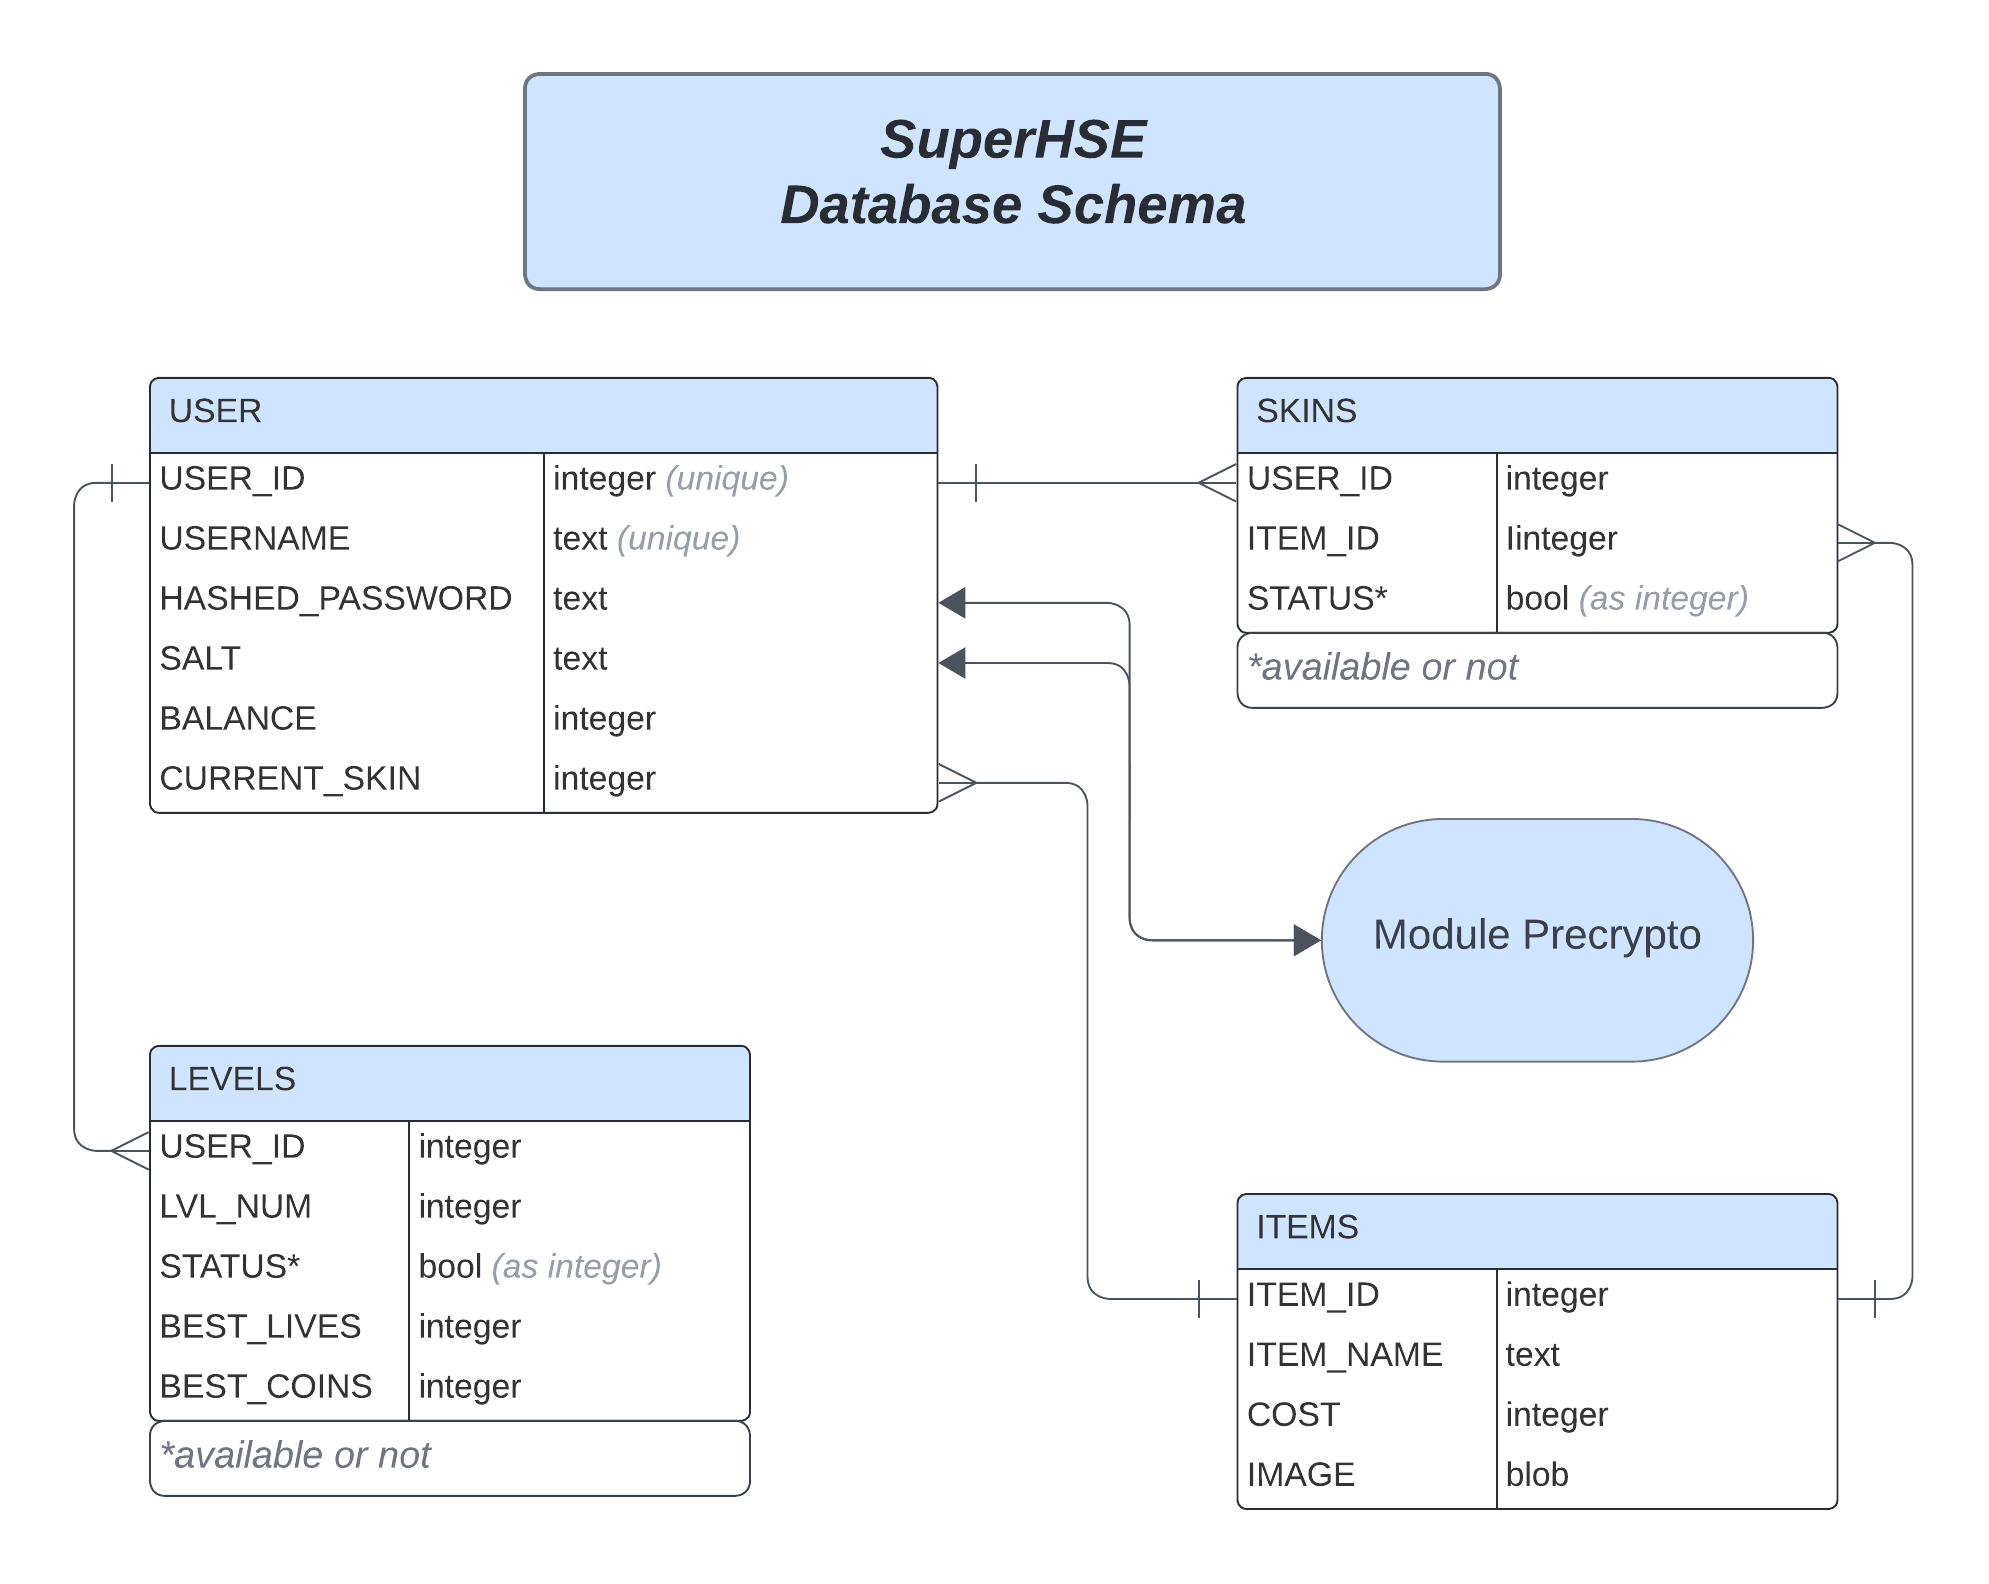 SuperHSE
Database Schema
USER
USER_ID integer (unique)
USERNAME text (unique)
HASHED_PASSWORD text
SALT text
BALANCE integer
CURRENT_SKIN integer
SKINS
USER_ID integer
ITEM_ID Iinteger
STATUS* bool (as integer)
*available or not
Module Precrypto
LEVELS
USER_ID integer
LVL_NUM integer
STATUS* bool (as integer)
BEST_LIVES integer
BEST_COINS integer
*available or not
ITEMS
ITEM_ID integer
ITEM_NAME text
COST integer
IMAGE blob